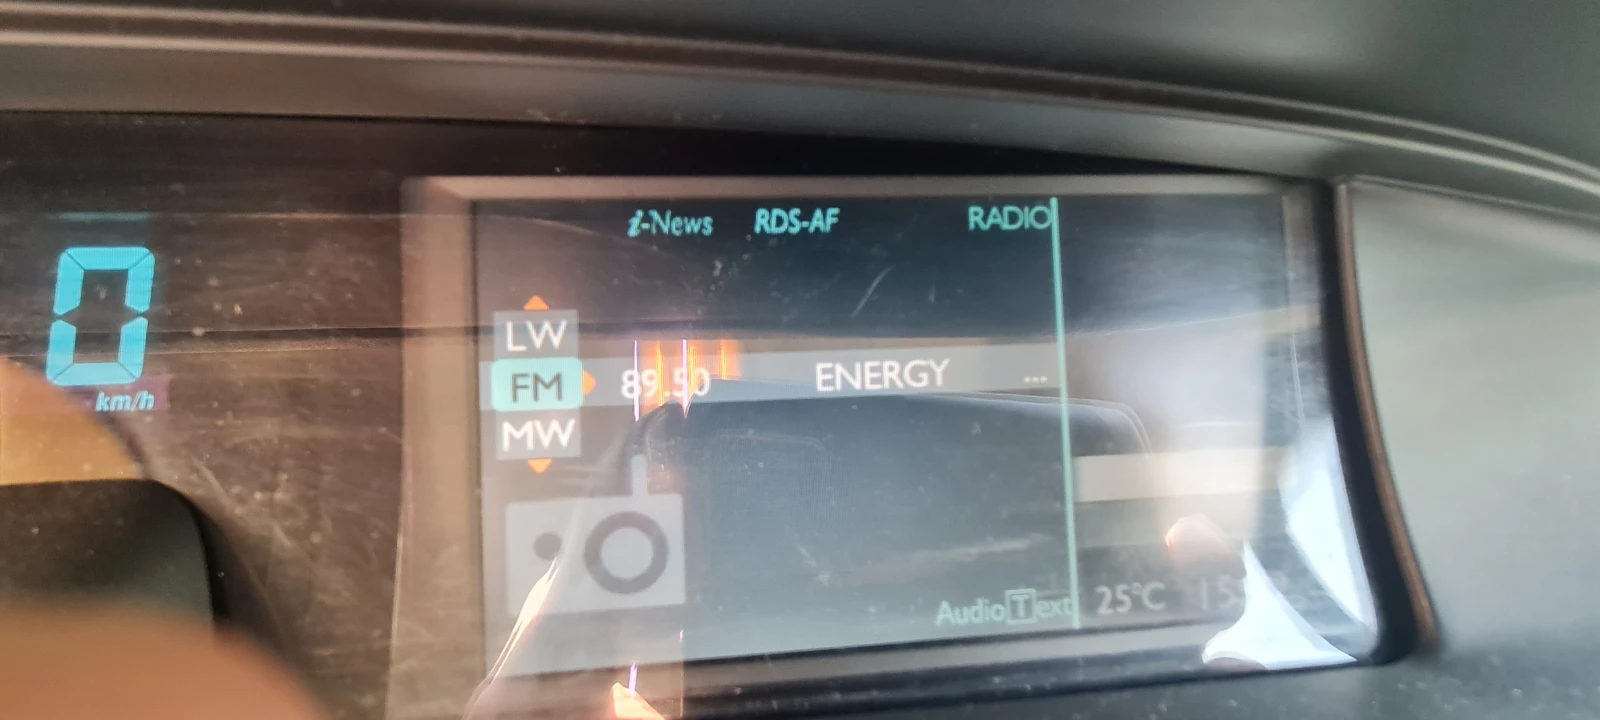 i-News RDS-AF RADIO
0
km/h
LW
FM 89.50 ENERGY ...
MW
AudioText 25°C